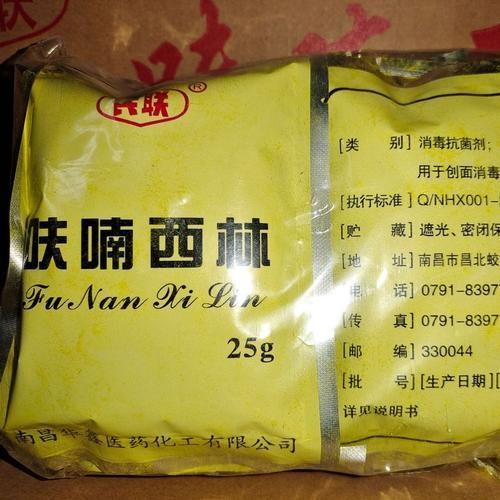 兴联®
呋喃西林
Fu Nan Xi Lin
25g
南昌华鑫医药化工有限公司
[类 别] 消毒抗菌剂;
用于创面消毒
[执行标准] Q/NHX001-
[贮 藏] 遮光、密闭保
[地 址] 南昌市昌北蛟
[电 话] 0791-8397
[传 真] 0791-8397
[邮 编] 330044
[批 号] [生产日期] [
详见说明书